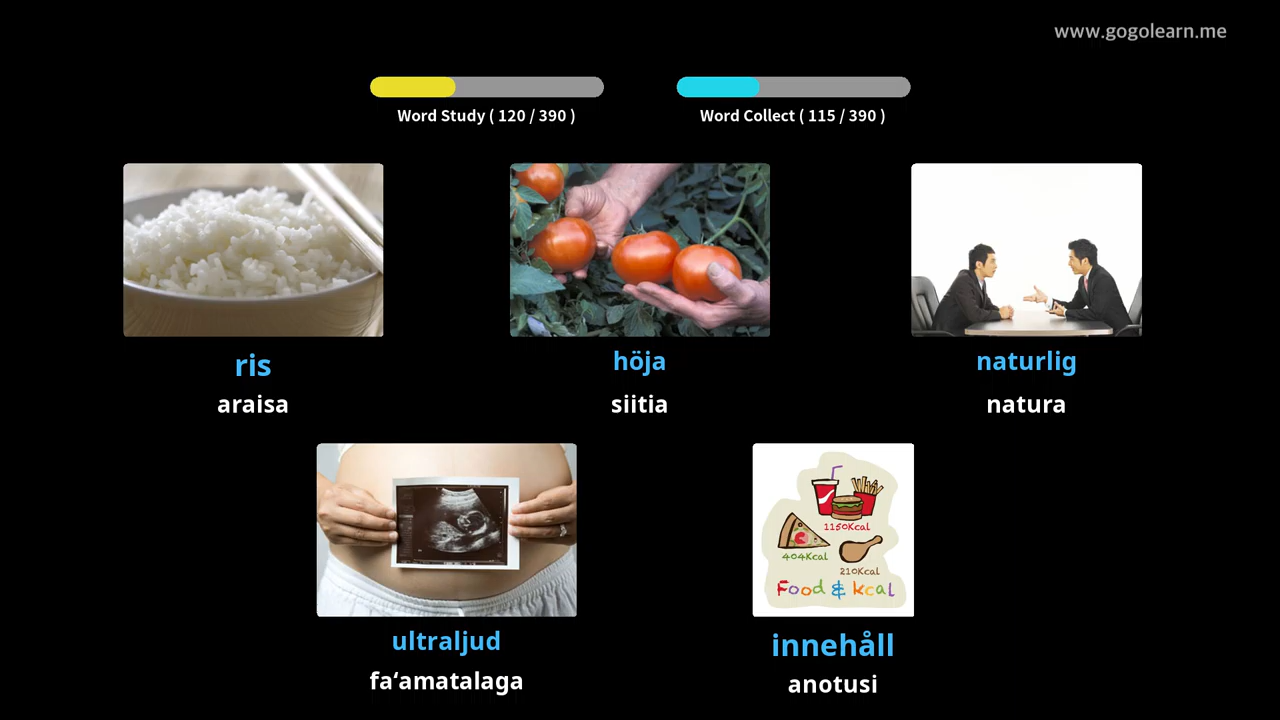 www.gogolearn.me
Word Study ( 120 / 390 )
Word Collect ( 115 / 390 )
ris
araisa
höja
siitia
naturlig
natura
ultraljud
fa‘amatalaga
1150Kcal
404Kcal
210Kcal
Food & kcal
innehåll
anotusi